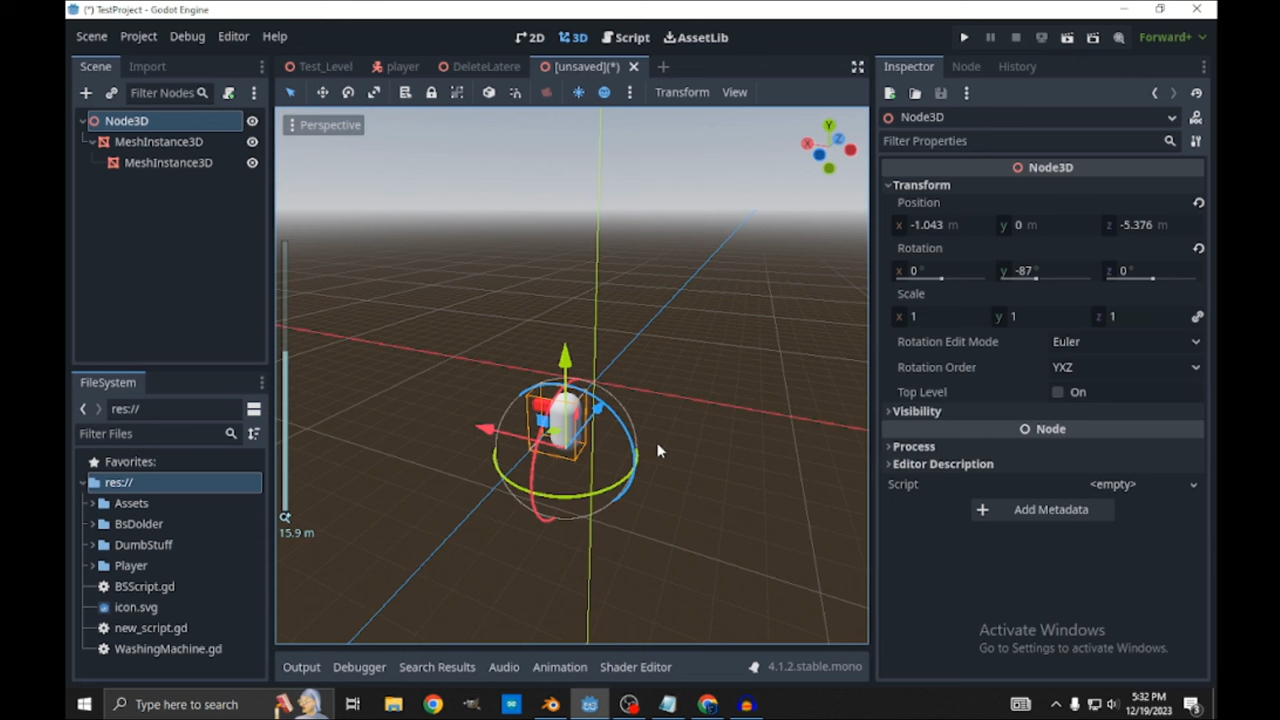 (*) TestProject - Godot Engine
Scene Project Debug Editor Help
2D 3D Script AssetLib
Forward+
Scene Import
Test_Level player DeleteLatere [unsaved](*)
Inspector Node History
Filter Nodes
Transform View
Node3D
MeshInstance3D
MeshInstance3D
Perspective
Y
X
Z
15.9 m
FileSystem
res://
Filter Files
Favorites:
res://
Assets
BsDolder
DumbStuff
Player
BSScript.gd
icon.svg
new_script.gd
WashingMachine.gd
Node3D
Filter Properties
Node3D
Transform
Position
x -1.043 m y 0 m z -5.376 m
Rotation
x 0° y -87° z 0°
Scale
x 1 y 1 z 1
Rotation Edit Mode Euler
Rotation Order YXZ
Top Level On
Visibility
Node
Process
Editor Description
Script <empty>
Add Metadata
Activate Windows
Go to Settings to activate Windows.
Output Debugger Search Results Audio Animation Shader Editor 4.1.2.stable.mono
Type here to search
5:32 PM
12/19/2023
3